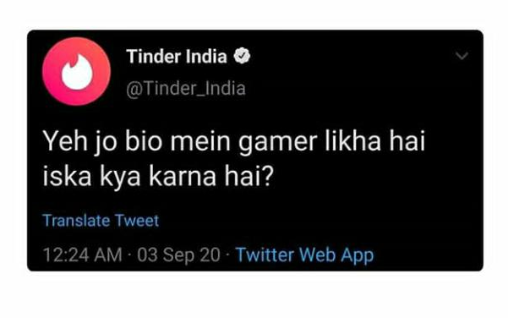 Tinder India
@Tinder_India
Yeh jo bio mein gamer likha hai
iska kya karna hai?
Translate Tweet
12:24 AM · 03 Sep 20 · Twitter Web App